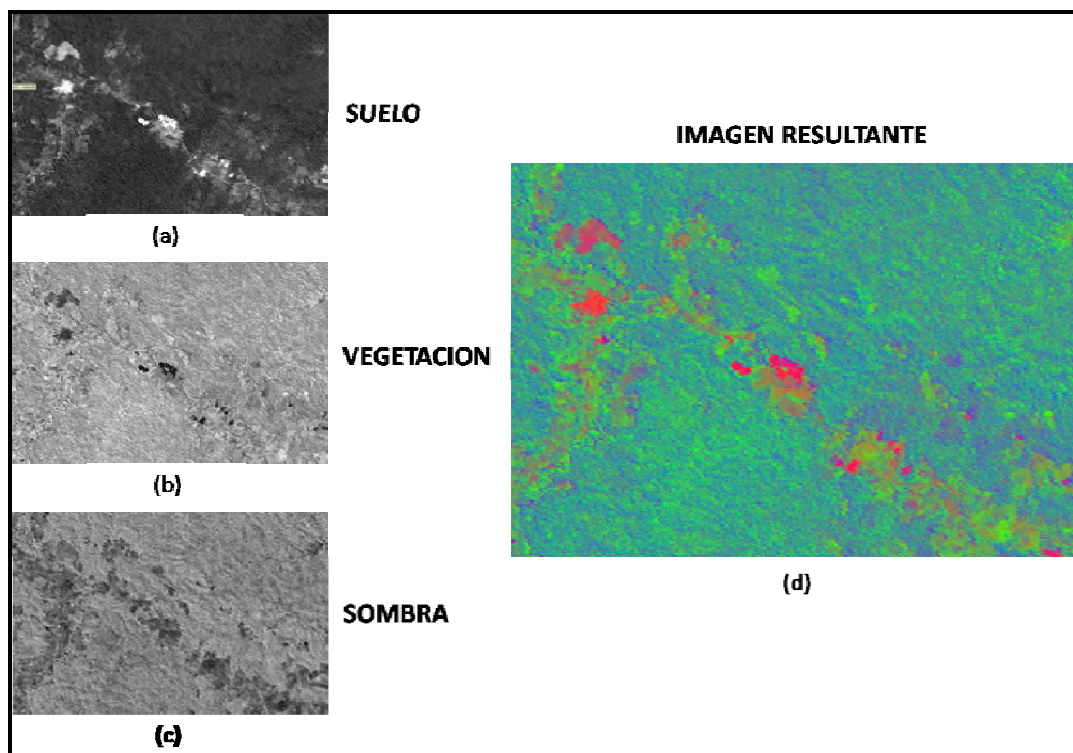 SUELO
(a)
VEGETACION
(b)
SOMBRA
(c)
IMAGEN RESULTANTE
(d)